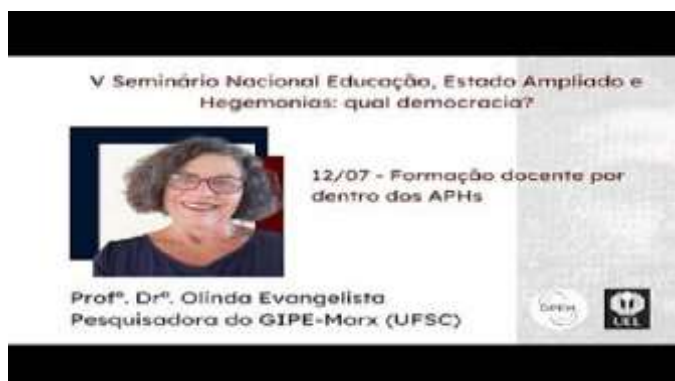 V Seminário Nacional Educação, Estado Ampliado e
Hegemonias: qual democracia?
12/07 - Formação docente por
dentro dos APHs
Profª. Drª. Olinda Evangelista
Pesquisadora do GIPE-Marx (UFSC)
UEL